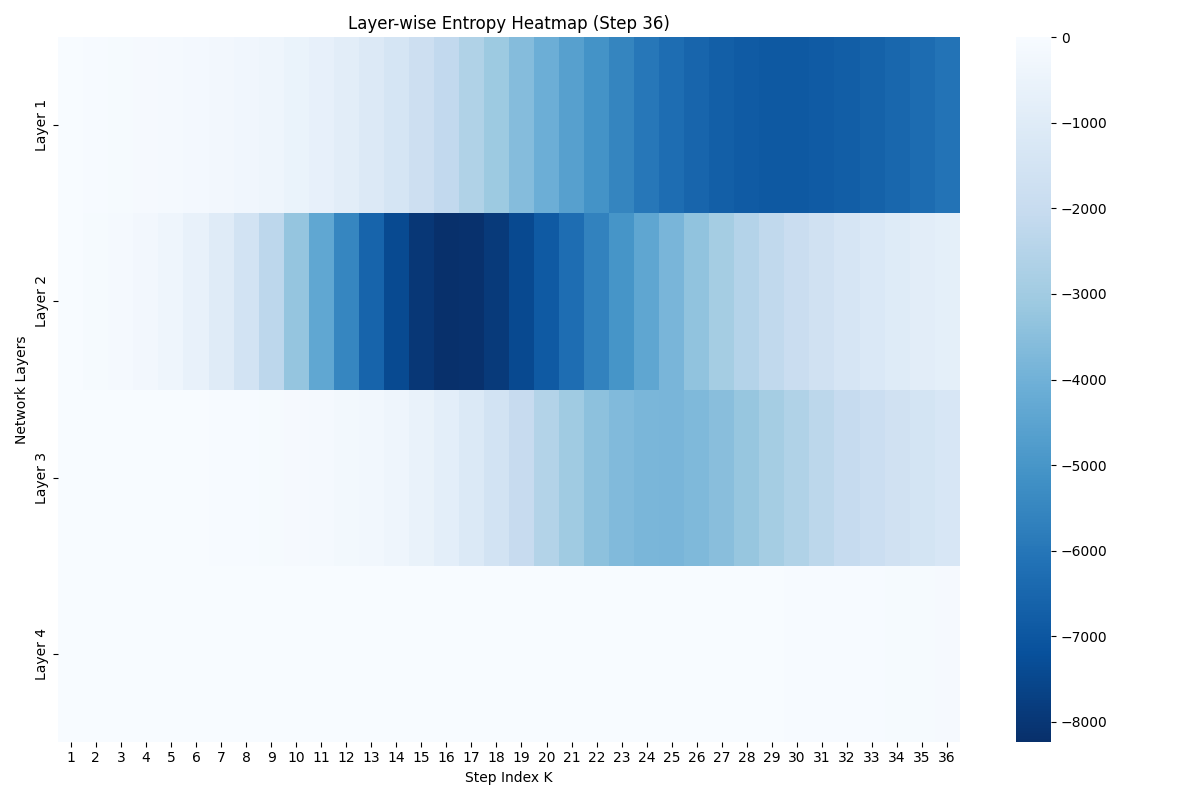 Layer-wise Entropy Heatmap (Step 36)
Network Layers
Layer 1
Layer 2
Layer 3
Layer 4
1 2 3 4 5 6 7 8 9 10 11 12 13 14 15 16 17 18 19 20 21 22 23 24 25 26 27 28 29 30 31 32 33 34 35 36
Step Index K
0
−1000
−2000
−3000
−4000
−5000
−6000
−7000
−8000